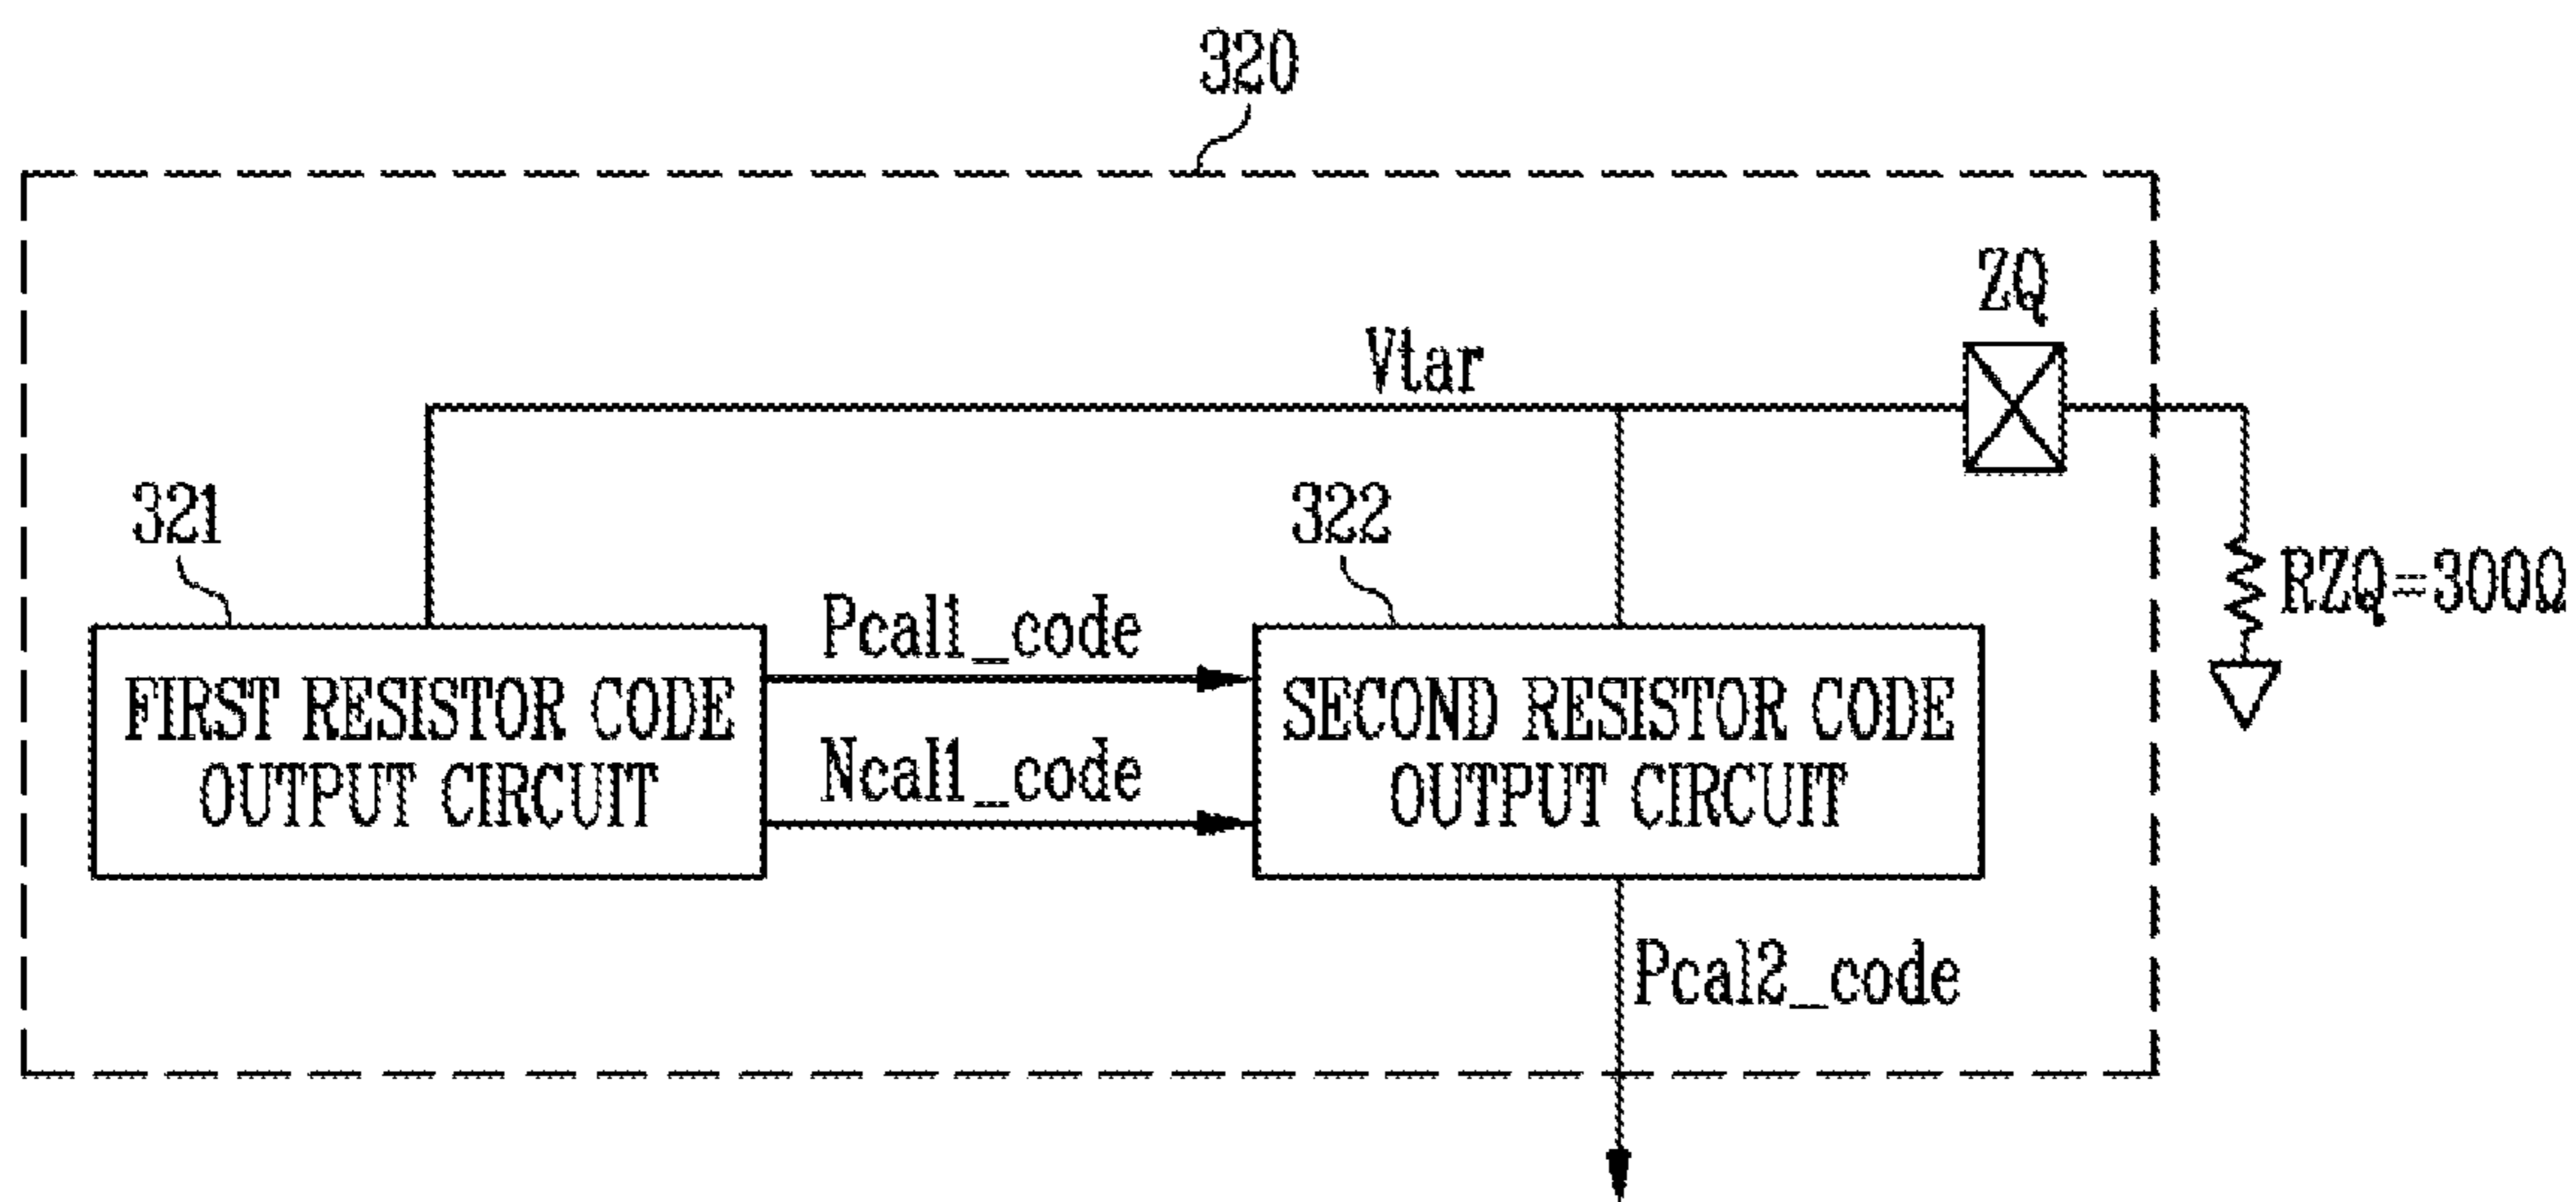 320
ZQ
Vtar
321
322
RZQ=300Ω
Pcal1_code
FIRST RESISTOR CODE
OUTPUT CIRCUIT
Ncal1_code
SECOND RESISTOR CODE
OUTPUT CIRCUIT
Pcal2_code